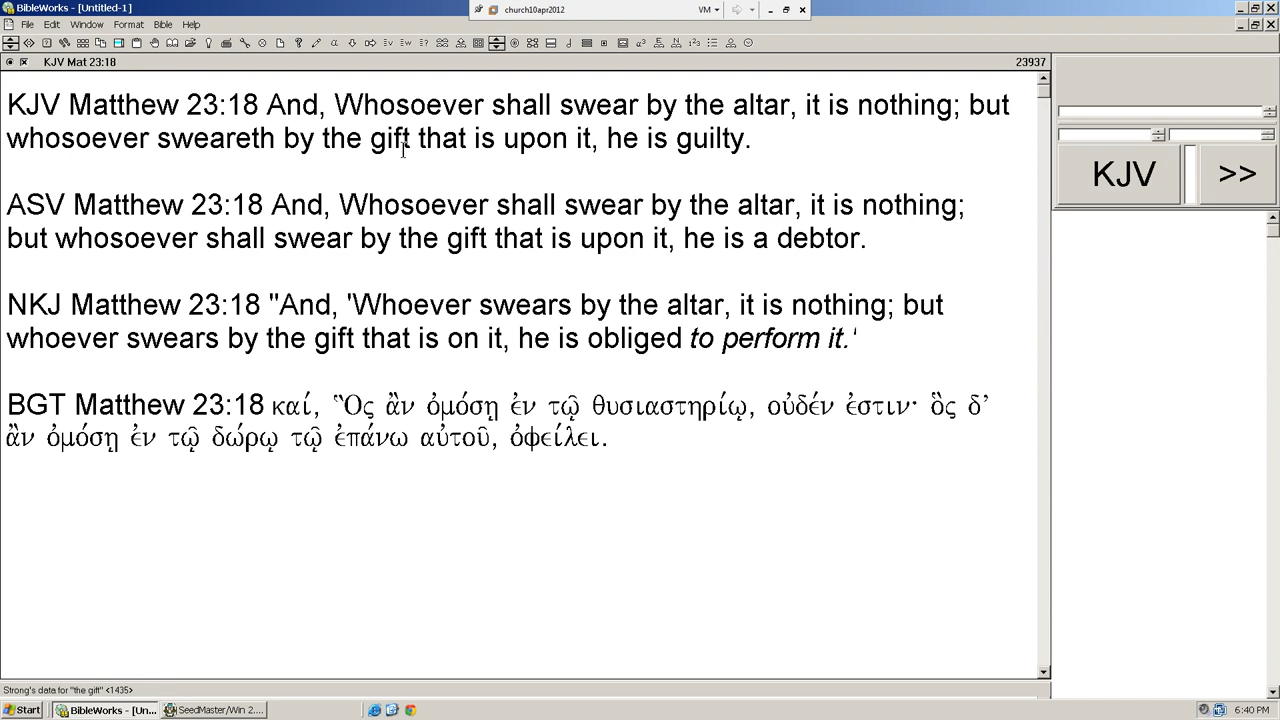 BibleWorks - [Untitled-1]
church10apr2012
VM
File Edit Window Format Bible Help
KJV Mat 23:18
23937
KJV Matthew 23:18 And, Whosoever shall swear by the altar, it is nothing; but
whosoever sweareth by the gift that is upon it, he is guilty.
KJV
>>
ASV Matthew 23:18 And, Whosoever shall swear by the altar, it is nothing;
but whosoever shall swear by the gift that is upon it, he is a debtor.
NKJ Matthew 23:18 "And, 'Whoever swears by the altar, it is nothing; but
whoever swears by the gift that is on it, he is obliged to perform it.'
BGT Matthew 23:18 καί, Ὃς ἂν ὀμόσῃ ἐν τῷ θυσιαστηρίῳ, οὐδέν ἐστιν· ὃς δ’
ἂν ὀμόσῃ ἐν τῷ δώρῳ τῷ ἐπάνω αὐτοῦ, ὀφείλει.
Strong's data for "the gift" <1435>
Start
BibleWorks - [Un...
SeedMaster/Win 2....
6:40 PM